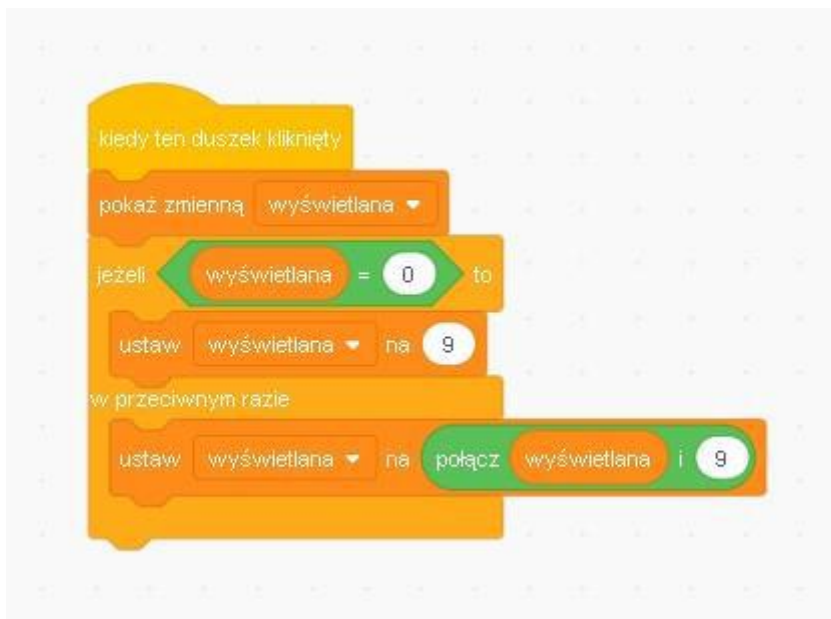 kiedy ten duszek kliknięty
pokaż zmienną wyświetlana
jeżeli wyświetlana = 0 to
ustaw wyświetlana na 9
w przeciwnym razie
ustaw wyświetlana na połącz wyświetlana i 9